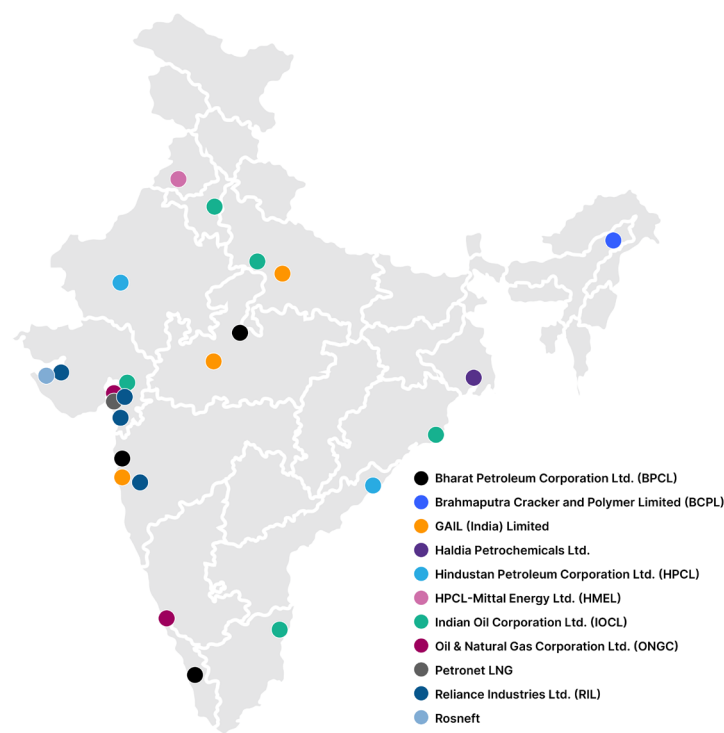 Bharat Petroleum Corporation Ltd. (BPCL)
Brahmaputra Cracker and Polymer Limited (BCPL)
GAIL (India) Limited
Haldia Petrochemicals Ltd.
Hindustan Petroleum Corporation Ltd. (HPCL)
HPCL-Mittal Energy Ltd. (HMEL)
Indian Oil Corporation Ltd. (IOCL)
Oil & Natural Gas Corporation Ltd. (ONGC)
Petronet LNG
Reliance Industries Ltd. (RIL)
Rosneft